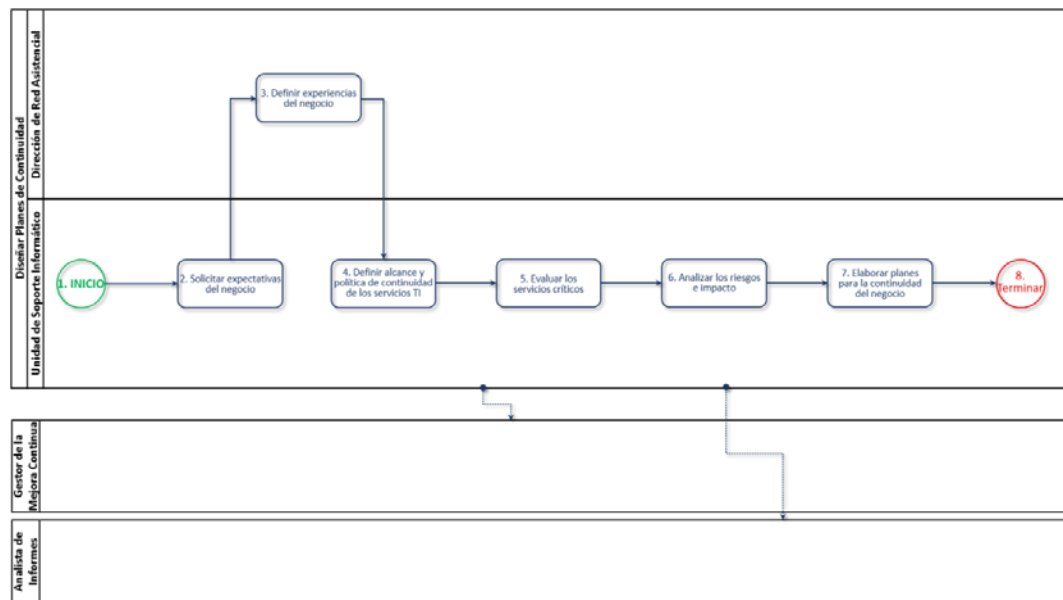 Diseñar Planes de Continuidad
Dirección de Red Asistencial
3. Definir experiencias
del negocio
Unidad de Soporte Informático
1. INICIO
2. Solicitar expectativas
del negocio
4. Definir alcance y
política de continuidad
de los servicios TI
5. Evaluar los
servicios críticos
6. Analizar los riesgos
e impacto
7. Elaborar planes
para la continuidad
del negocio
8.
Terminar
Gestor de la
Mejora Continua
Analista de
Informes